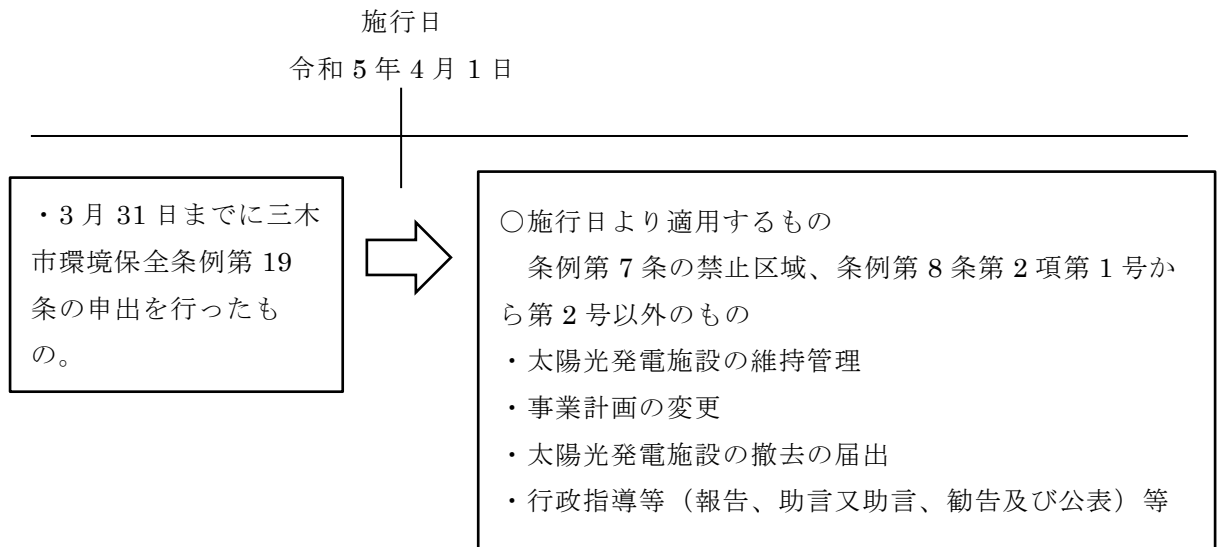 施行日
令和 5 年 4 月 1 日
・3 月 31 日までに三木
市環境保全条例第 19
条の申出を行ったも
の。
○施行日より適用するもの
条例第 7 条の禁止区域、条例第 8 条第 2 項第 1 号か
ら第 2 号以外のもの
・太陽光発電施設の維持管理
・事業計画の変更
・太陽光発電施設の撤去の届出
・行政指導等（報告、助言又助言、勧告及び公表）等